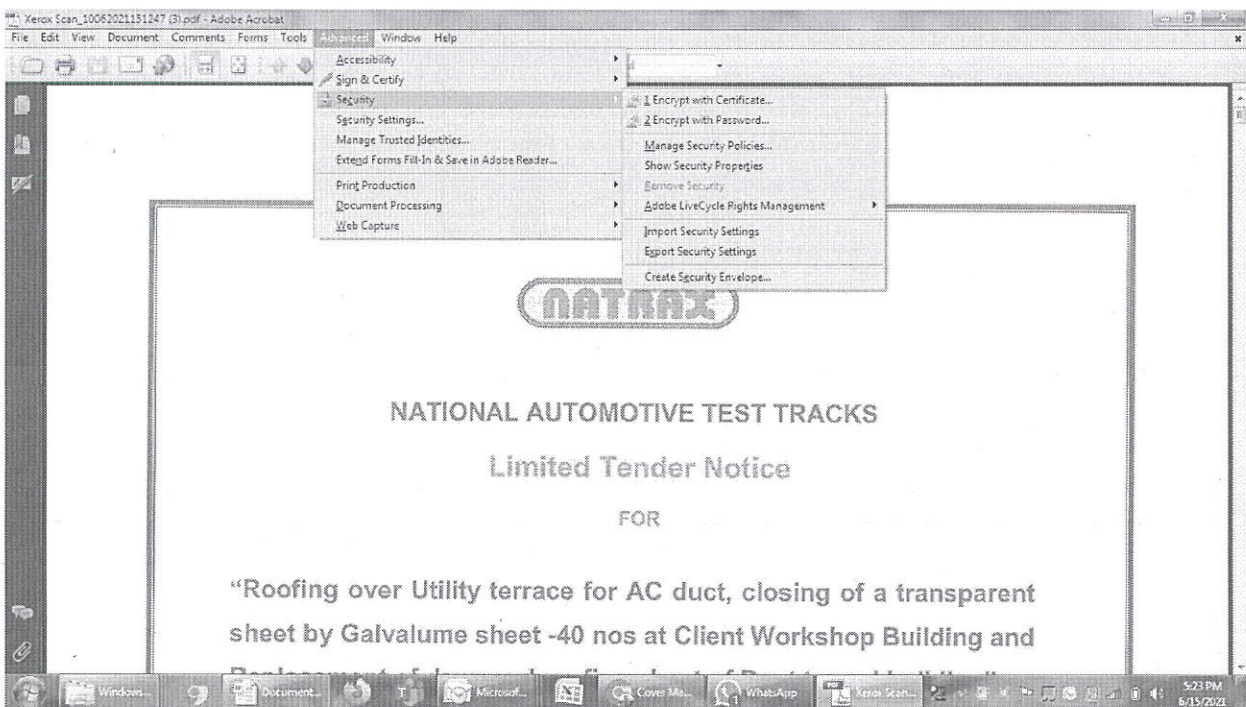 Xerox Scan_10062021151247 (3).pdf - Adobe Acrobat
File Edit View Document Comments Forms Tools Advanced Window Help
Accessibility
Sign & Certify
Security
Security Settings...
Manage Trusted Identities...
Extend Forms Fill-In & Save in Adobe Reader...
Print Production
Document Processing
Web Capture
1 Encrypt with Certificate...
2 Encrypt with Password...
Manage Security Policies...
Show Security Properties
Remove Security
Adobe LiveCycle Rights Management
Import Security Settings
Export Security Settings
Create Security Envelope...
NATRAX
NATIONAL AUTOMOTIVE TEST TRACKS
Limited Tender Notice
FOR
“Roofing over Utility terrace for AC duct, closing of a transparent
sheet by Galvalume sheet -40 nos at Client Workshop Building and
Windows... Document... Microsof... Cover Ma... WhatsApp Xerox Scan...
5:23 PM